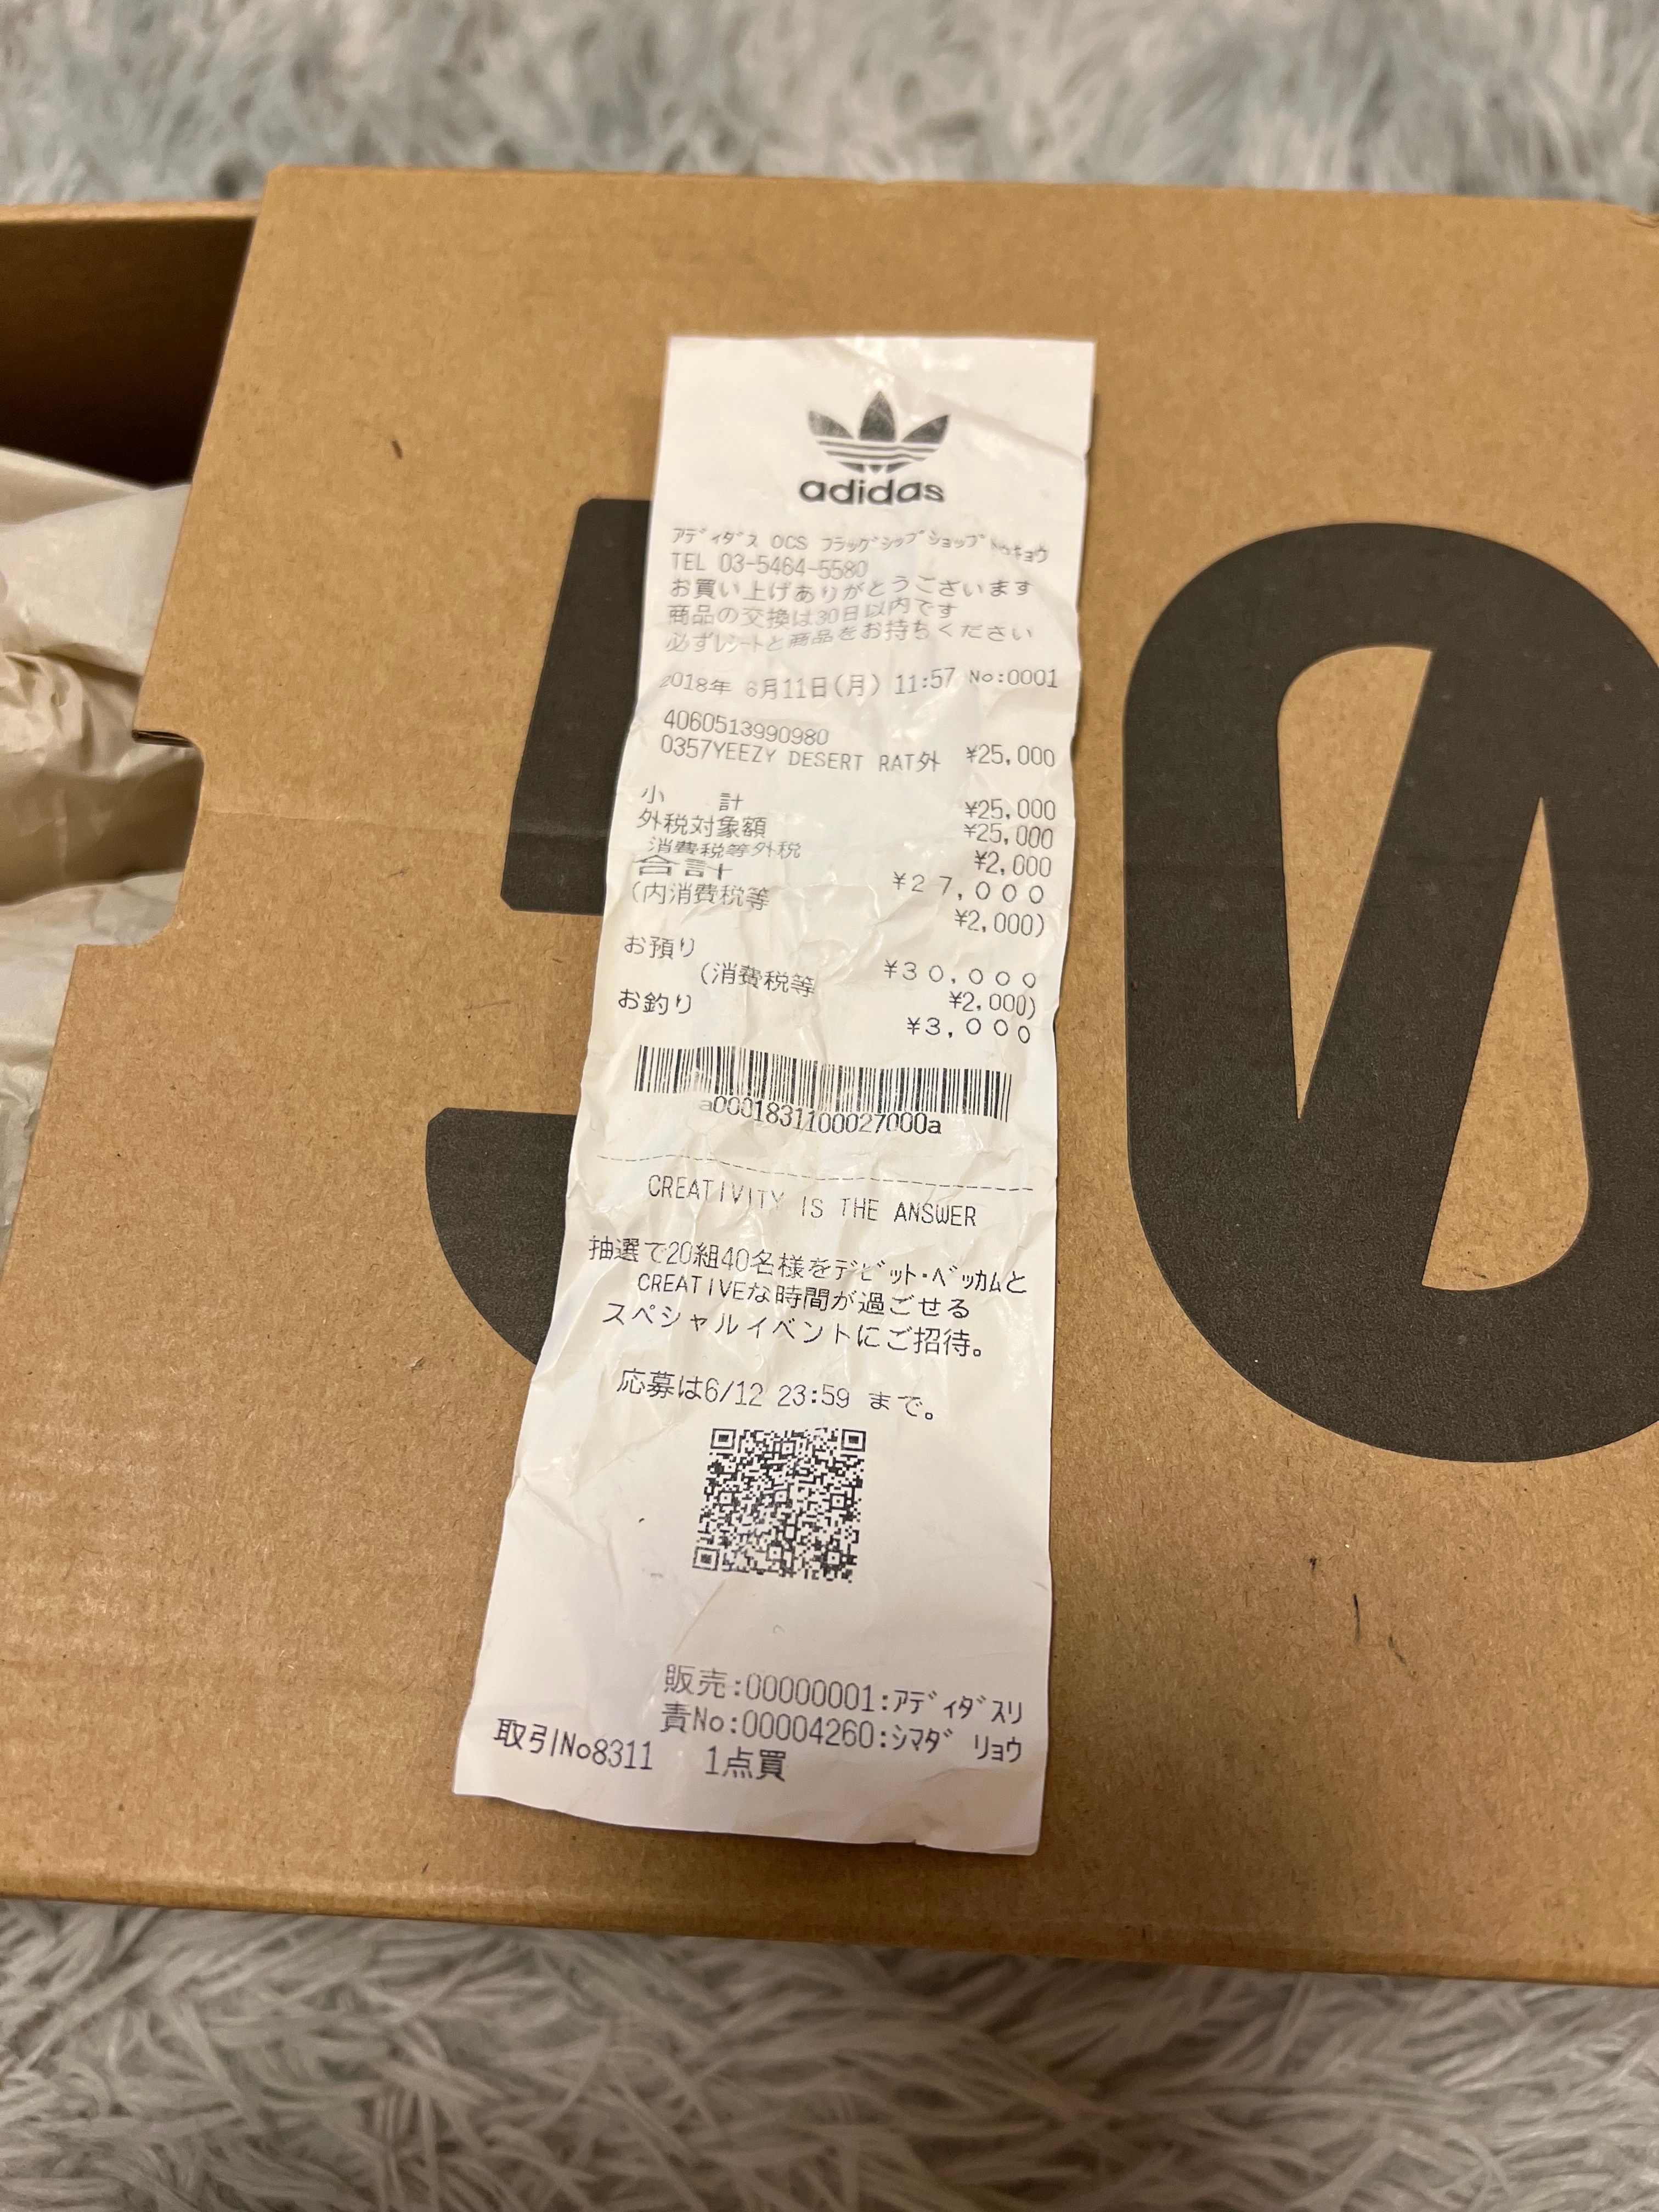 adidas
ｱﾃﾞｨﾀﾞｽ OCS ﾌﾗｯｸﾞｼｯﾌﾟｼｮｯﾌﾟﾄｩｷｮｳ
TEL 03-5464-5580
お買い上げありがとうございます
商品の交換は30日以内です
必ずﾚｼｰﾄと商品をお持ちください
2018年 6月11日(月) 11:57 No:0001
4060513990980
0357YEEZY DESERT RAT外 ¥25,000
小 計 ¥25,000
外税対象額 ¥25,000
消費税等外税 ¥2,000
合計 ¥27,000
(内消費税等 ¥2,000)
お預り ¥30,000
(消費税等 ¥2,000)
お釣り ¥3,000
a0001831100027000a
CREATIVITY IS THE ANSWER
抽選で20組40名様をﾃﾞﾋﾞｯﾄ･ﾍﾞｯｶﾑと
CREATIVEな時間が過ごせる
スペシャルイベントにご招待。
応募は6/12 23:59 まで。
販売:00000001:ｱﾃﾞｨﾀﾞｽﾘ
責No:00004260:ｼﾏﾀﾞ ﾘｮｳ
取引No8311 1点買
50